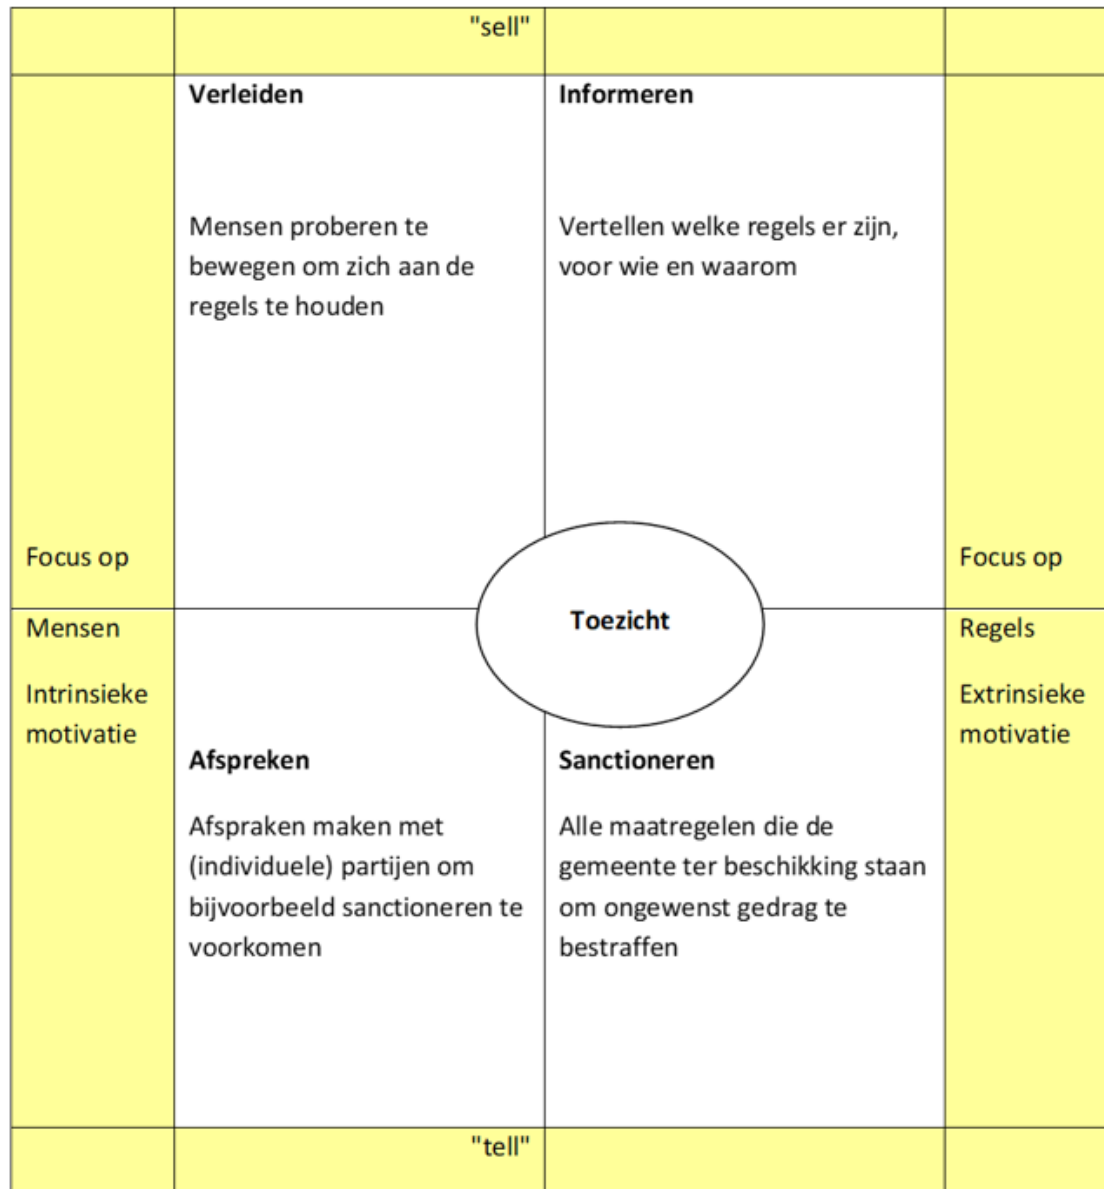 "sell"
Verleiden
Informeren
Mensen proberen te
bewegen om zich aan de
regels te houden
Vertellen welke regels er zijn,
voor wie en waarom
Focus op
Focus op
Mensen
Intrinsieke
motivatie
Toezicht
Regels
Extrinsieke
motivatie
Afspreken
Afspraken maken met
(individuele) partijen om
bijvoorbeeld sanctioneren te
voorkomen
Sanctioneren
Alle maatregelen die de
gemeente ter beschikking staan
om ongewenst gedrag te
bestraffen
"tell"